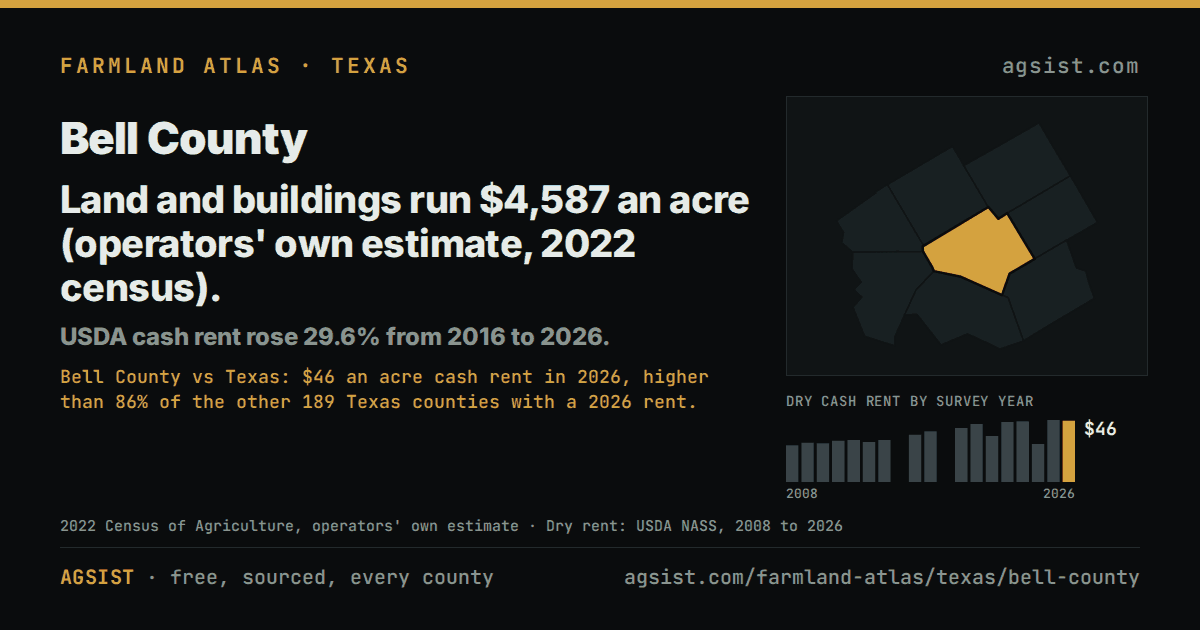 FARMLAND ATLAS · TEXAS
agsist.com
Bell County
Land and buildings run $4,587 an acre
(operators' own estimate, 2022
census).
USDA cash rent rose 29.6% from 2016 to 2026.
Bell County vs Texas: $46 an acre cash rent in 2026, higher
than 86% of the other 189 Texas counties with a 2026 rent.
DRY CASH RENT BY SURVEY YEAR
$46
2008
2026
2022 Census of Agriculture, operators' own estimate · Dry rent: USDA NASS, 2008 to 2026
AGSIST · free, sourced, every county
agsist.com/farmland-atlas/texas/bell-county